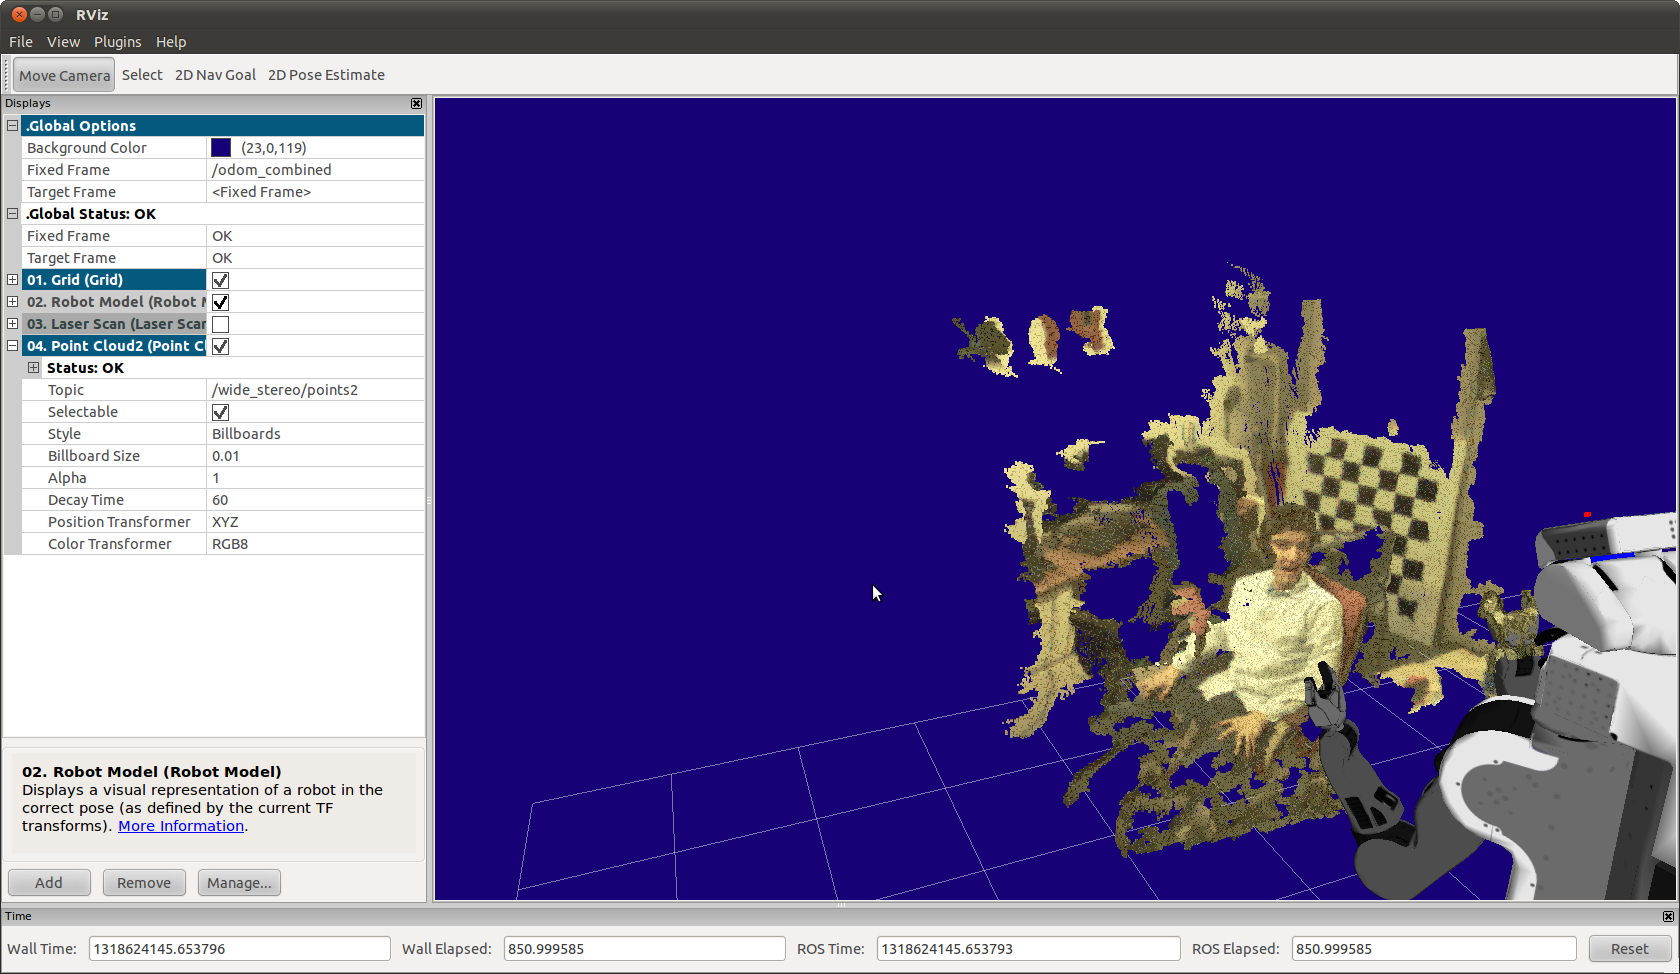 RViz
File View Plugins Help
Move Camera Select 2D Nav Goal 2D Pose Estimate
Displays
.Global Options
Background Color (23,0,119)
Fixed Frame /odom_combined
Target Frame <Fixed Frame>
.Global Status: OK
Fixed Frame OK
Target Frame OK
01. Grid (Grid)
02. Robot Model (Robot M
03. Laser Scan (Laser Scan
04. Point Cloud2 (Point Cl
Status: OK
Topic /wide_stereo/points2
Selectable
Style Billboards
Billboard Size 0.01
Alpha 1
Decay Time 60
Position Transformer XYZ
Color Transformer RGB8
02. Robot Model (Robot Model)
Displays a visual representation of a robot in the
correct pose (as defined by the current TF
transforms). More Information.
Add Remove Manage...
Time
Wall Time: 1318624145.653796 Wall Elapsed: 850.999585 ROS Time: 1318624145.653793 ROS Elapsed: 850.999585 Reset